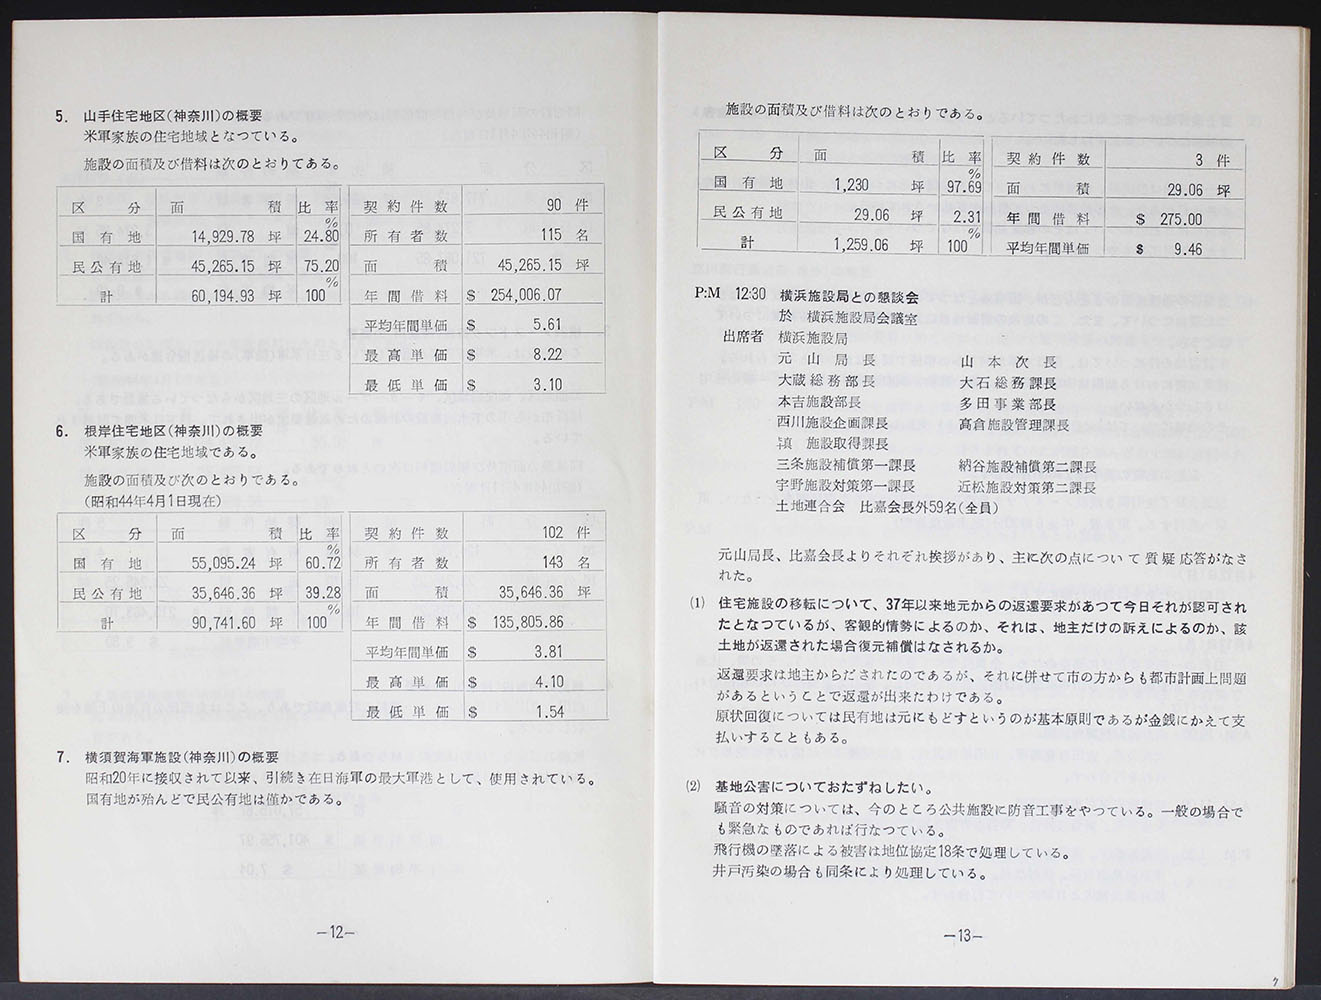 5. 山手住宅地区(神奈川)の概要
米軍家族の住宅地域となつている。
施設の面積及び借料は次のとおりてある。
区 分 面 積 比 率
国 有 地 14,929.78 坪 24.80%
民公有地 45,265.15 坪 75.20
計 60,194.93 坪 100%
契約件数 90 件
所有者数 115 名
面 積 45,265.15 坪
年間借料 $ 254,006.07
平均年間単価 $ 5.61
最高単価 $ 8.22
最低単価 $ 3.10
6. 根岸住宅地区(神奈川)の概要
米軍家族の住宅地域である。
施設の面積及び次のとおりである。
(昭和44年4月1日現在)
区 分 面 積 比 率
国 有 地 55,095.24 坪 60.72%
民公有地 35,646.36 坪 39.28
計 90,741.60 坪 100%
契約件数 102 件
所有者数 143 名
面 積 35,646.36 坪
年間借料 $ 135,805.86
平均年間単価 $ 3.81
最高単価 $ 4.10
最低単価 $ 1.54
7. 横須賀海軍施設(神奈川)の概要
昭和20年に接収されて以来、引続き在日海軍の最大軍港として、使用されている。
国有地が殆んどで民公有地は僅かである。
—12—
施設の面積及び借料は次のとおりである。
区 分 面 積 比 率
国 有 地 1,230 坪 97.69%
民公有地 29.06 坪 2.31
計 1,259.06 坪 100%
契約件数 3 件
面 積 29.06 坪
年間借料 $ 275.00
平均年間単価 $ 9.46
P:M 12:30 横浜施設局との懇談会
於 横浜施設局会議室
出席者 横浜施設局
元山局長 山本次長
大蔵総務部長 大石総務課長
本吉施設部長 多田事業部長
西川施設企画課長 髙倉施設管理課長
真 施設取得課長
三条施設補償第一課長 納谷施設補償第二課長
宇野施設対策第一課長 近松施設対策第二課長
土地連合会 比嘉会長外59名(全員)
元山局長、比嘉会長よりそれぞれ挨拶があり、主に次の点について質疑応答がなさ
れた。
(1) 住宅施設の移転について、37年以来地元からの返還要求があつて今日それが認可され
たとなつているが、客観的情勢によるのか、それは、地主だけの訴えによるのか、該
土地が返還された場合復元補償はなされるか。
返還要求は地主からだされたのであるが、それに併せて市の方からも都市計画上問題
があるということで返還が出来たわけである。
原状回復については民有地は元にもどすというのが基本原則であるが金銭にかえて支
払いすることもある。
(2) 基地公害についておたずねしたい。
騒音の対策については、今のところ公共施設に防音工事をやつている。一般の場合で
も緊急なものであれば行なつている。
飛行機の墜落による被害は地位協定18条で処理している。
井戸汚染の場合も同条により処理している。
—13—